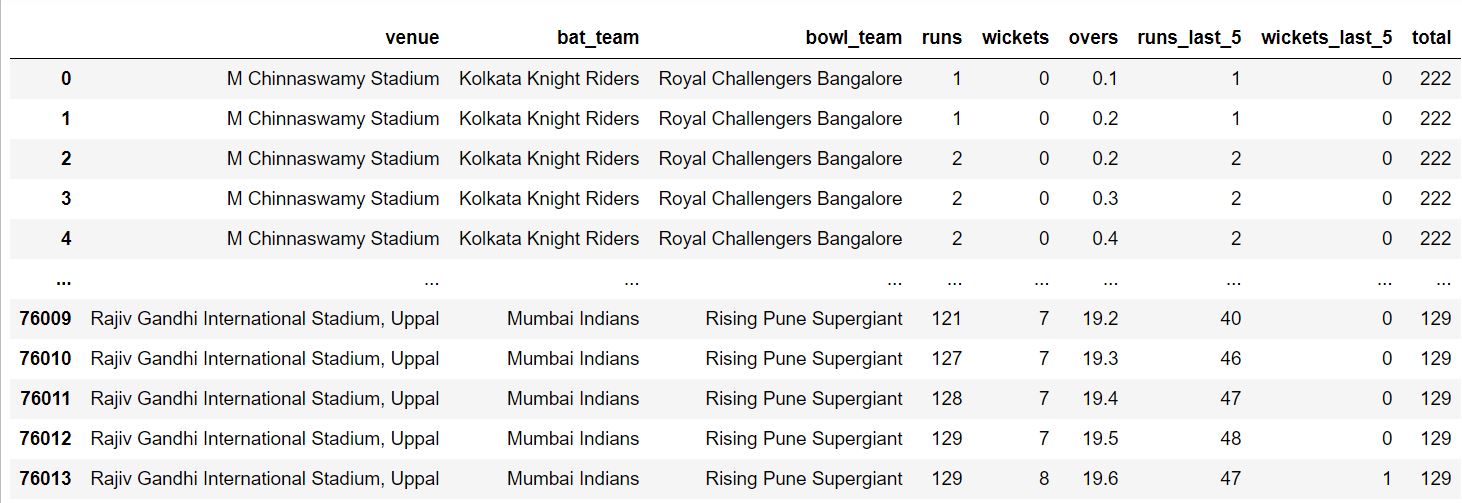 venue bat_team bowl_team runs wickets overs runs_last_5 wickets_last_5 total
0 M Chinnaswamy Stadium Kolkata Knight Riders Royal Challengers Bangalore 1 0 0.1 1 0 222
1 M Chinnaswamy Stadium Kolkata Knight Riders Royal Challengers Bangalore 1 0 0.2 1 0 222
2 M Chinnaswamy Stadium Kolkata Knight Riders Royal Challengers Bangalore 2 0 0.2 2 0 222
3 M Chinnaswamy Stadium Kolkata Knight Riders Royal Challengers Bangalore 2 0 0.3 2 0 222
4 M Chinnaswamy Stadium Kolkata Knight Riders Royal Challengers Bangalore 2 0 0.4 2 0 222
... ... ... ... ... ... ... ... ... ...
76009 Rajiv Gandhi International Stadium, Uppal Mumbai Indians Rising Pune Supergiant 121 7 19.2 40 0 129
76010 Rajiv Gandhi International Stadium, Uppal Mumbai Indians Rising Pune Supergiant 127 7 19.3 46 0 129
76011 Rajiv Gandhi International Stadium, Uppal Mumbai Indians Rising Pune Supergiant 128 7 19.4 47 0 129
76012 Rajiv Gandhi International Stadium, Uppal Mumbai Indians Rising Pune Supergiant 129 7 19.5 48 0 129
76013 Rajiv Gandhi International Stadium, Uppal Mumbai Indians Rising Pune Supergiant 129 8 19.6 47 1 129